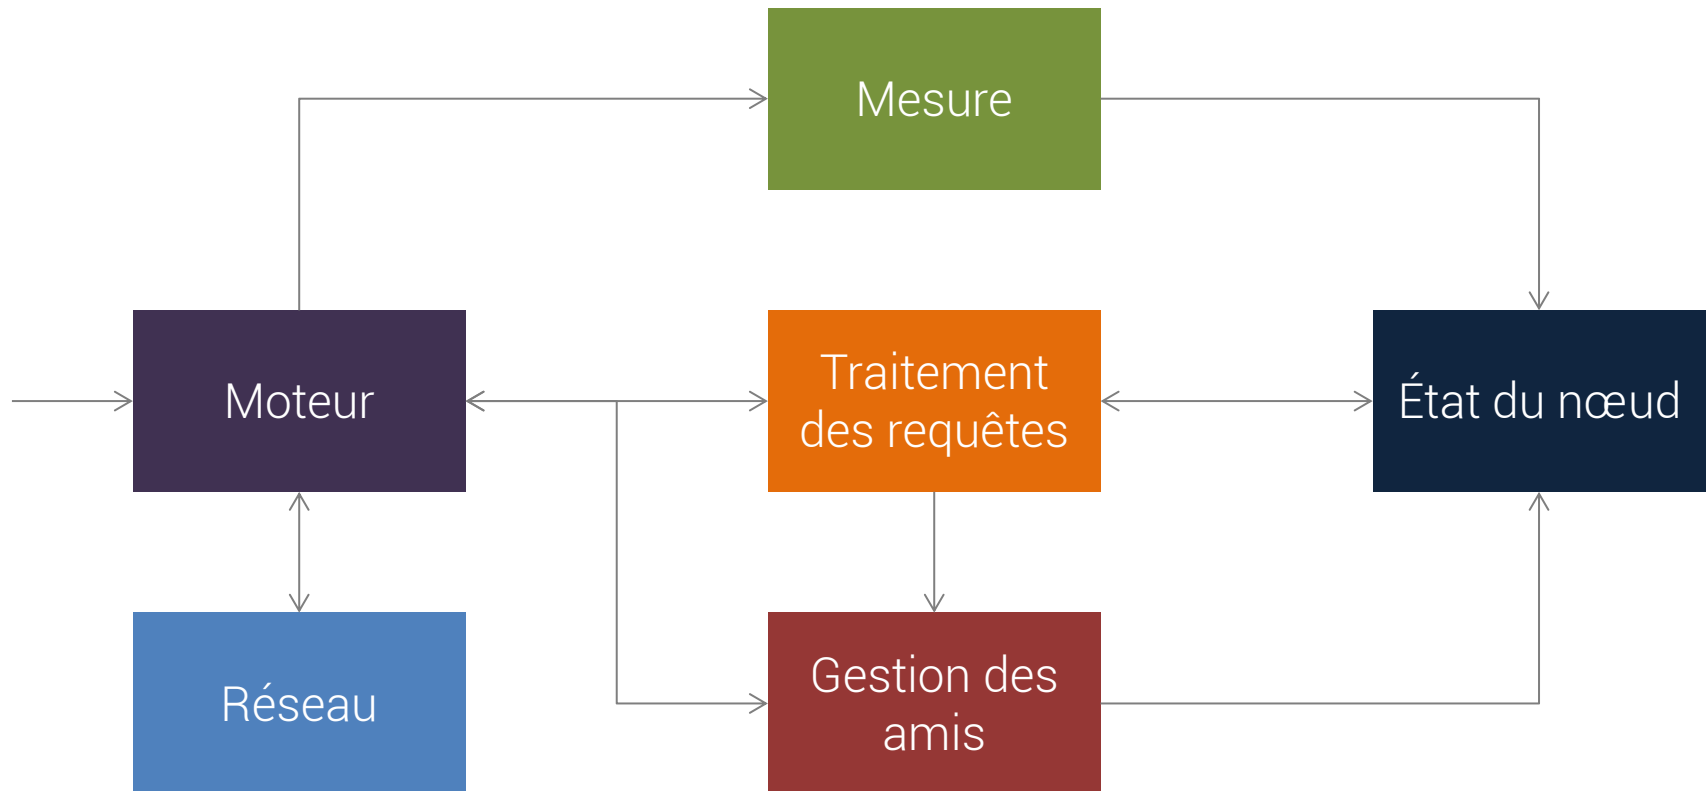 Mesure
Moteur
Traitement
des requêtes
État du nœud
Réseau
Gestion des
amis